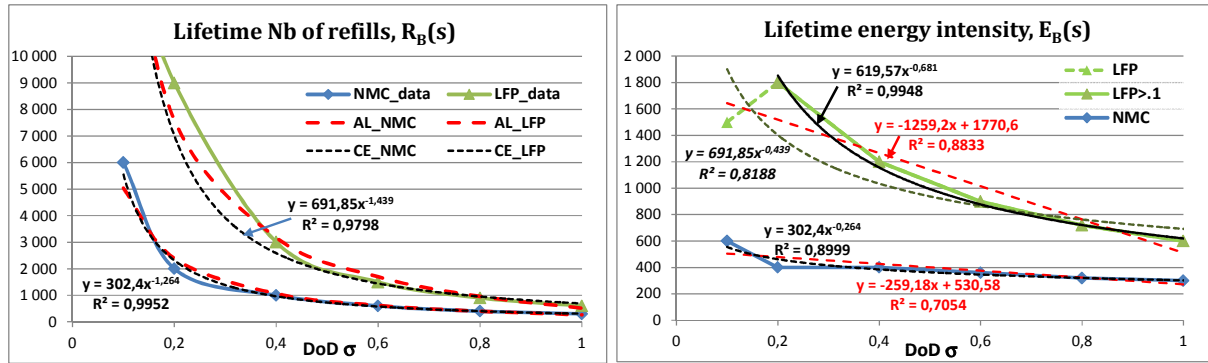 Lifetime Nb of refills, R_B(s)
10 000
9 000
8 000
7 000
6 000
5 000
4 000
3 000
2 000
1 000
0
NMC_data
LFP_data
AL_NMC
AL_LFP
CE_NMC
CE_LFP
y = 691,85x^-1,439
R² = 0,9798
y = 302,4x^-1,264
R² = 0,9952
0
0,2
0,4
0,6
0,8
1
DoD σ
Lifetime energy intensity, E_B(s)
2 000
1 800
1 600
1 400
1 200
1 000
800
600
400
200
0
LFP
LFP>.1
NMC
y = 619,57x^-0,681
R² = 0,9948
y = -1259,2x + 1770,6
R² = 0,8833
y = 691,85x^-0,439
R² = 0,8188
y = 302,4x^-0,264
R² = 0,8999
y = -259,18x + 530,58
R² = 0,7054
0
0,2
0,4
0,6
0,8
1
DoD σ